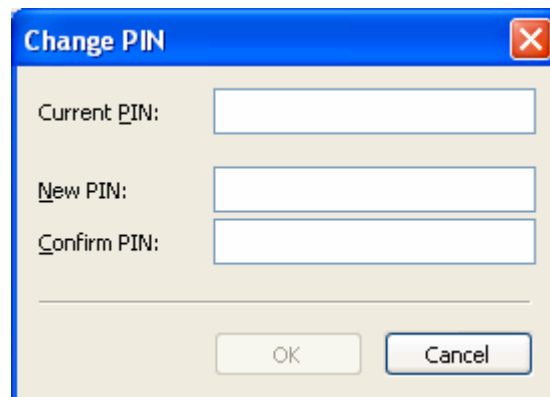 Change PIN
Current PIN:
New PIN:
Confirm PIN:
OK
Cancel